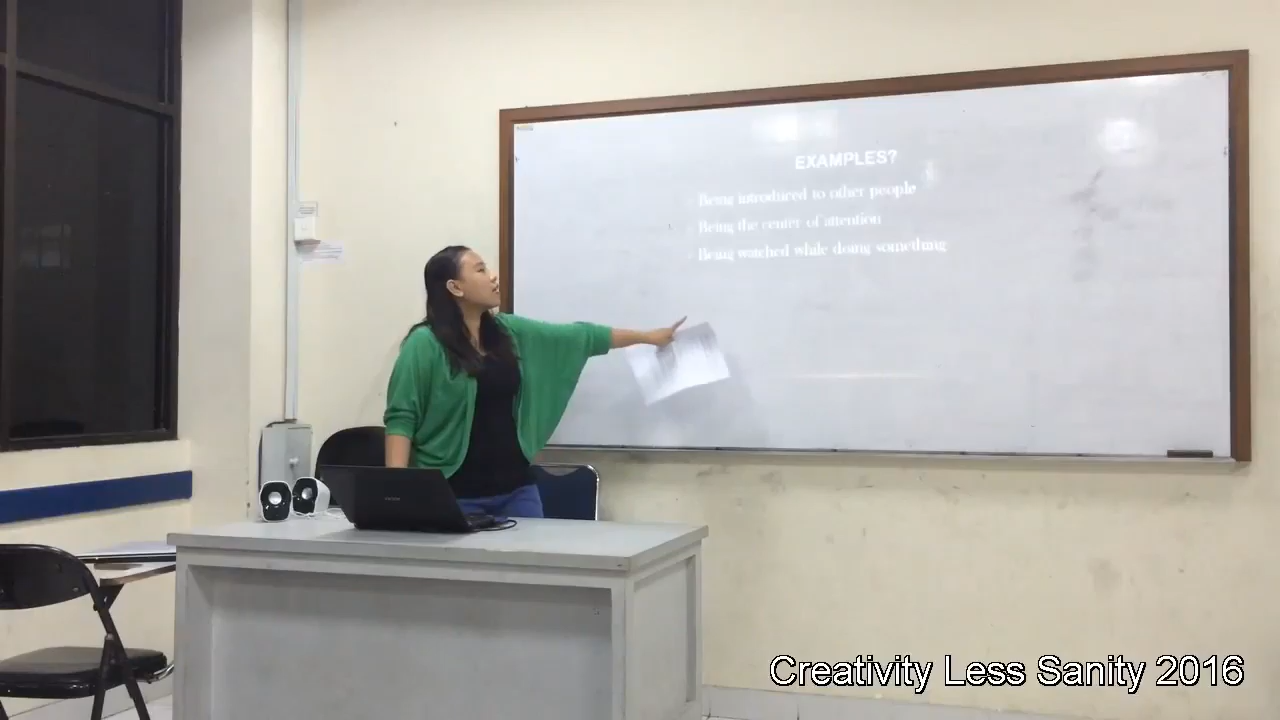 EXAMPLES?
Being introduced to other people
Being the center of attention
Being watched while doing something
Creativity Less Sanity 2016